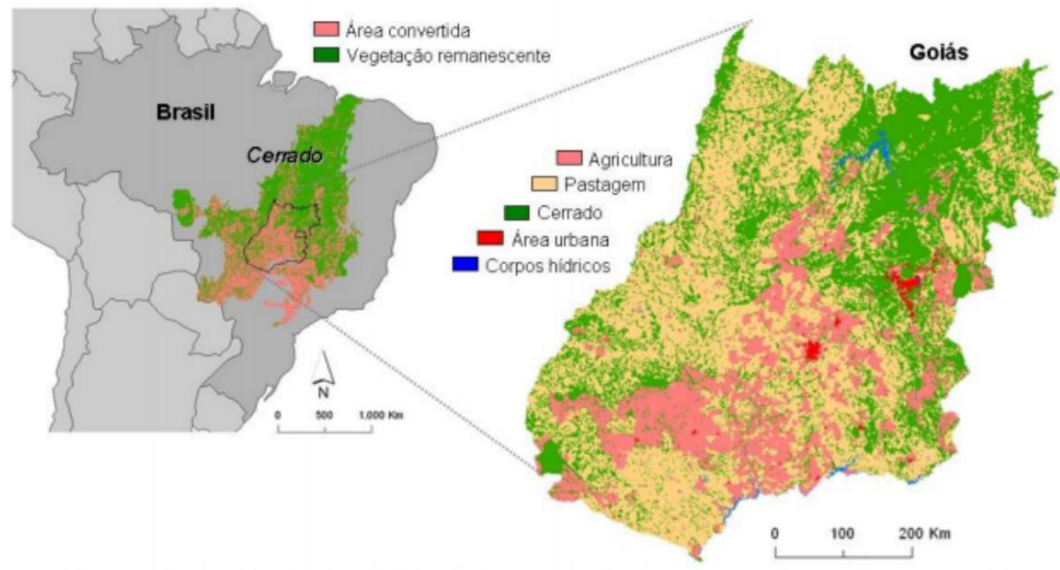 Área convertida
Vegetação remanescente
Brasil
Cerrado
N
0 500 1.000 Km
Goiás
Agricultura
Pastagem
Cerrado
Área urbana
Corpos hídricos
0 100 200 Km